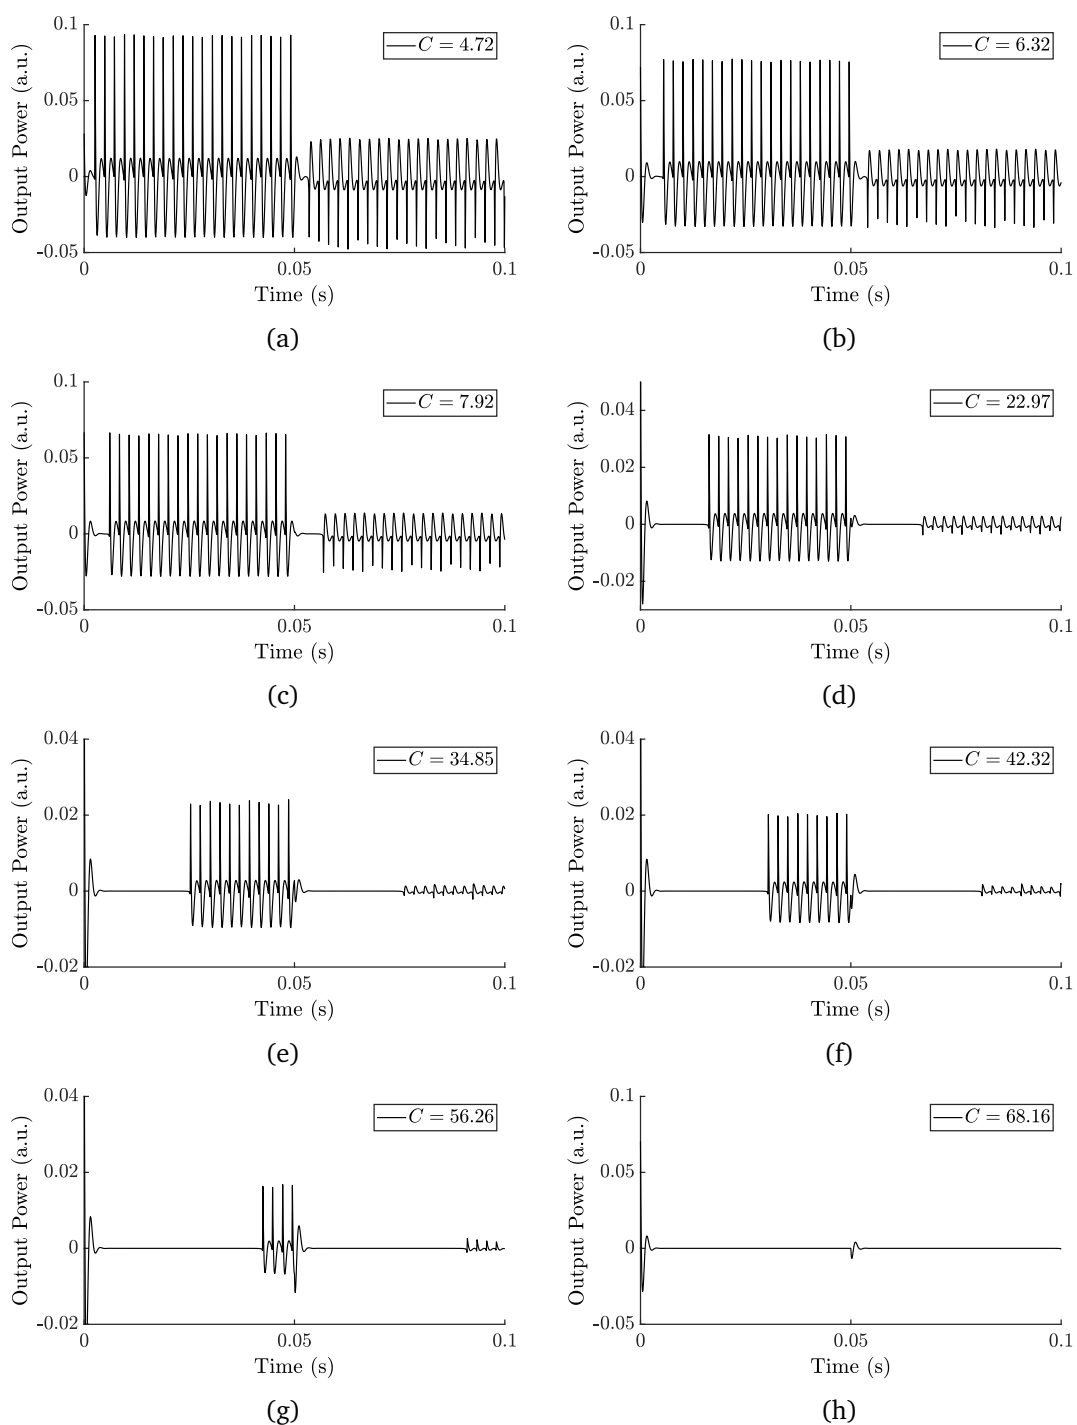 0.1
C = 4.72
0.05
0
-0.05
0
0.05
0.1
Output Power (a.u.)
Time (s)
(a)
0.1
C = 6.32
0.05
0
-0.05
0
0.05
0.1
Output Power (a.u.)
Time (s)
(b)
0.1
C = 7.92
0.05
0
-0.05
0
0.05
0.1
Output Power (a.u.)
Time (s)
(c)
C = 22.97
0.04
0.02
0
-0.02
0
0.05
0.1
Output Power (a.u.)
Time (s)
(d)
0.04
C = 34.85
0.02
0
-0.02
0
0.05
0.1
Output Power (a.u.)
Time (s)
(e)
0.04
C = 42.32
0.02
0
-0.02
0
0.05
0.1
Output Power (a.u.)
Time (s)
(f)
0.04
C = 56.26
0.02
0
-0.02
0
0.05
0.1
Output Power (a.u.)
Time (s)
(g)
0.1
C = 68.16
0.05
0
-0.05
0
0.05
0.1
Output Power (a.u.)
Time (s)
(h)